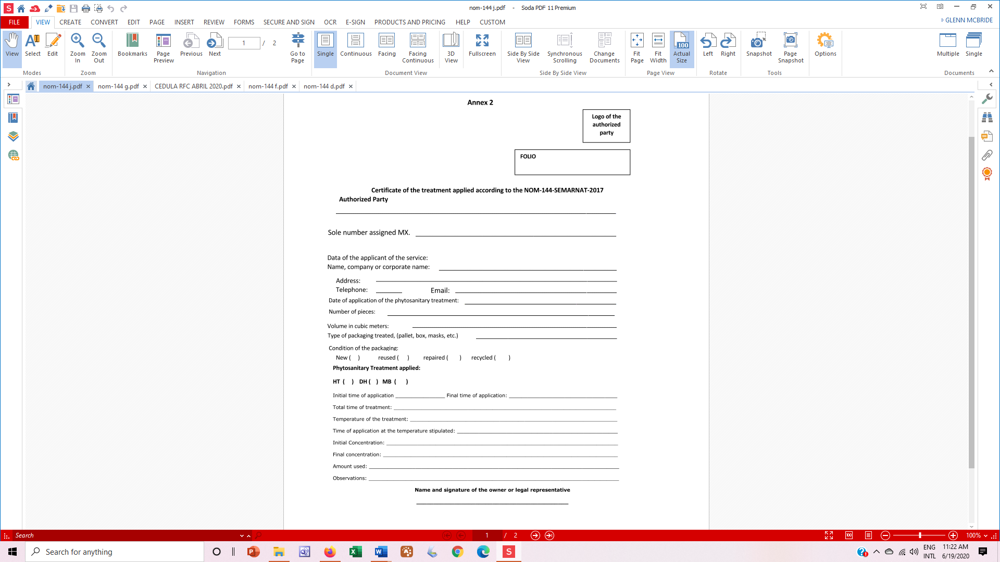 nom-144 j.pdf - Soda PDF 11 Premium
FILE VIEW CREATE CONVERT EDIT PAGE INSERT REVIEW FORMS SECURE AND SIGN OCR E-SIGN PRODUCTS AND PRICING HELP CUSTOM
GLENN MCBRIDE
View Select Edit Zoom In Zoom Out Bookmarks Page Preview Previous Next 1 / 2 Go to Page Single Continuous Facing Facing Continuous 3D View Fullscreen Side By Side View Synchronous Scrolling Change Documents Fit Page Fit Width 100 Actual Size Left Right Snapshot Page Snapshot Options Multiple Single
Modes Zoom Navigation Document View Side By Side View Page View Rotate Tools Documents
nom-144 j.pdf nom-144 g.pdf CEDULA RFC ABRIL 2020.pdf nom-144 f.pdf nom-144 d.pdf
Annex 2
Logo of the
authorized
party
FOLIO
Certificate of the treatment applied according to the NOM-144-SEMARNAT-2017
Authorized Party
Sole number assigned MX.
Data of the applicant of the service:
Name, company or corporate name:
Address:
Telephone: Email:
Date of application of the phytosanitary treatment:
Number of pieces:
Volume in cubic meters:
Type of packaging treated, (pallet, box, masks, etc.)
Condition of the packaging:
New ( ) reused ( ) repaired ( ) recycled ( )
Phytosanitary Treatment applied:
HT ( ) DH ( ) MB ( )
Initial time of application Final time of application:
Total time of treatment:
Temperature of the treatment:
Time of application at the temperature stipulated:
Initial Concentration:
Final concentration:
Amount used:
Observations:
Name and signature of the owner or legal representative
Search 1 / 2 100%
Search for anything
ENG 11:22 AM
INTL 6/19/2020